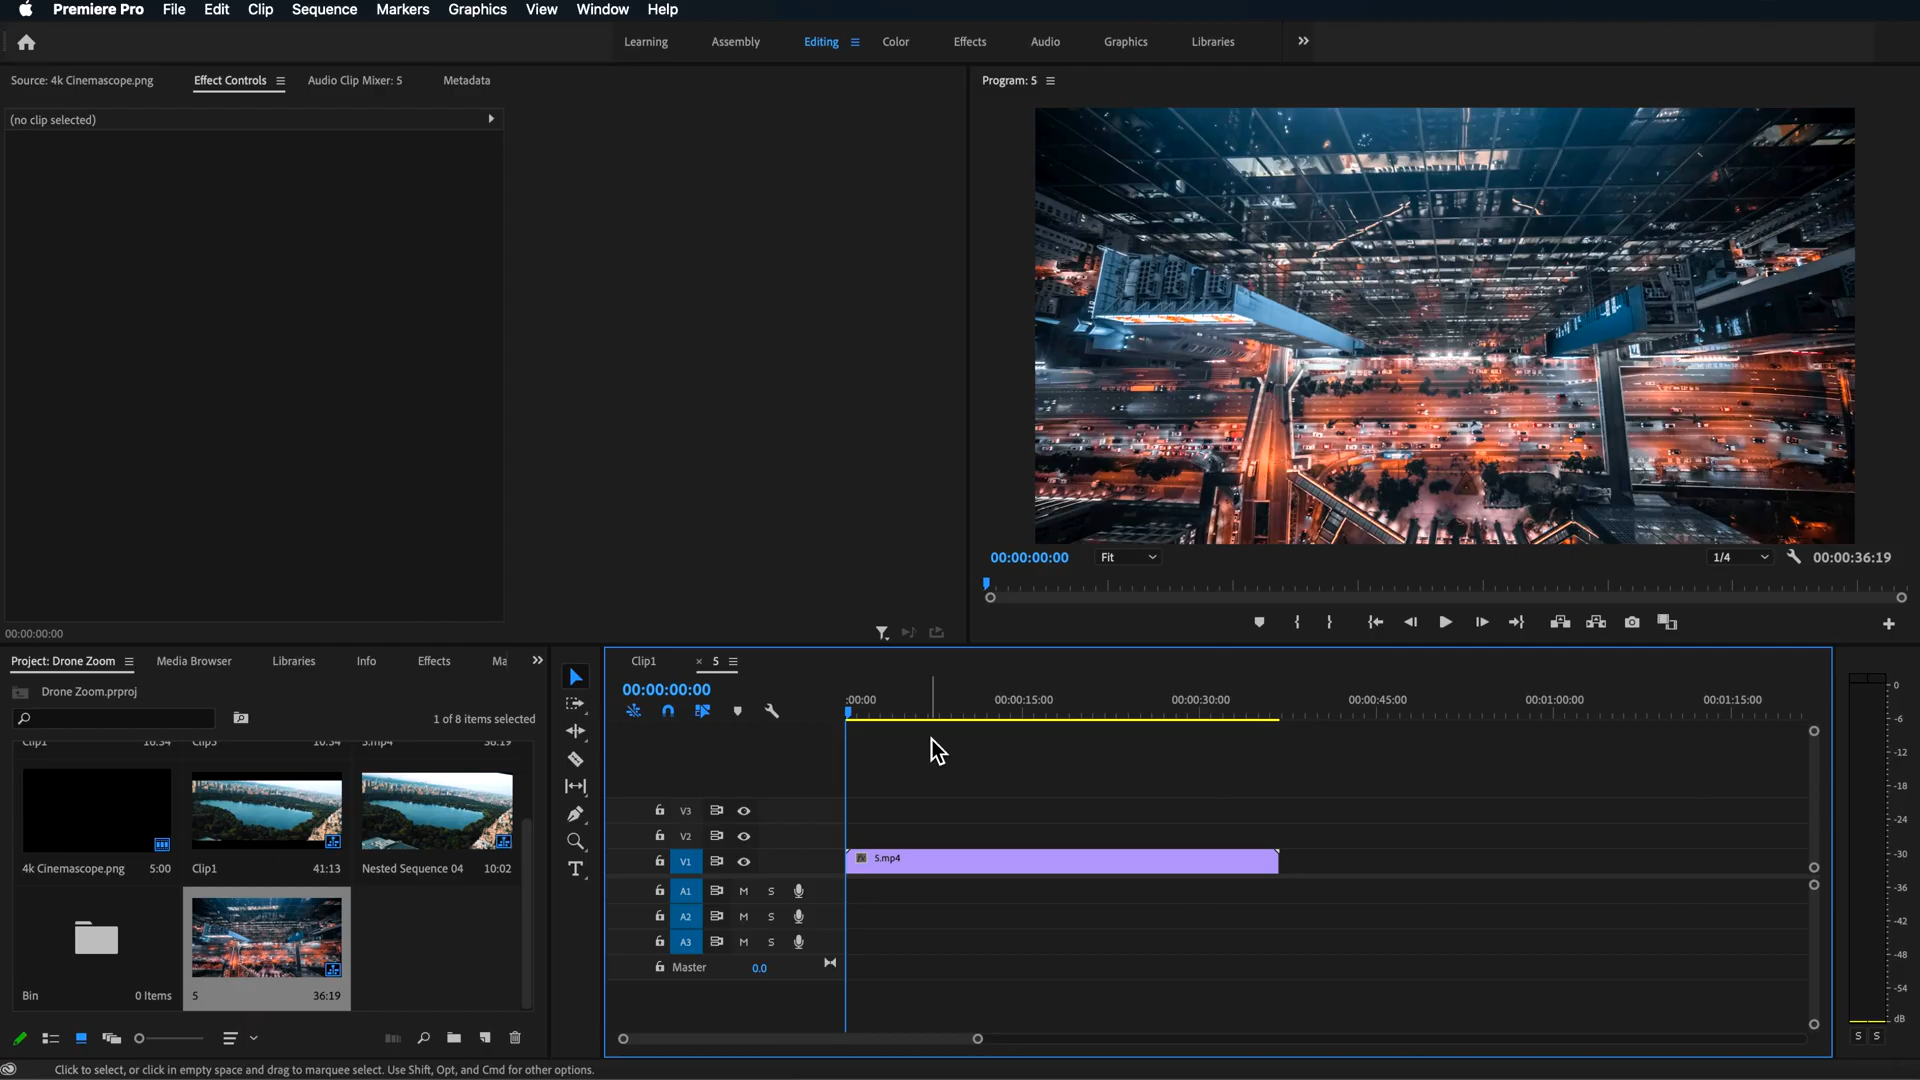 Premiere Pro File Edit Clip Sequence Markers Graphics View Window Help
Learning Assembly Editing Color Effects Audio Graphics Libraries
Source: 4k Cinemascope.png Effect Controls Audio Clip Mixer: 5 Metadata
Program: 5
(no clip selected)
00:00:00:00 Fit 1/4 00:00:36:19
00:00:00:00
Project: Drone Zoom Media Browser Libraries Info Effects Ma
Drone Zoom.prproj
1 of 8 items selected
Clip1 16:34 Clip3 10:34 5.mp4 36:19
4k Cinemascope.png 5:00 Clip1 41:13 Nested Sequence 04 10:02
Bin 0 Items 5 36:19
Clip1 × 5
00:00:00:00
:00:00 00:00:15:00 00:00:30:00 00:00:45:00 00:01:00:00 00:01:15:00
V3
V2
V1 fx 5.mp4
A1 M S
A2 M S
A3 M S
Master 0.0
0
-6
-12
-18
-24
-30
-36
-42
-48
-54
dB
S S
Click to select, or click in empty space and drag to marquee select. Use Shift, Opt, and Cmd for other options.